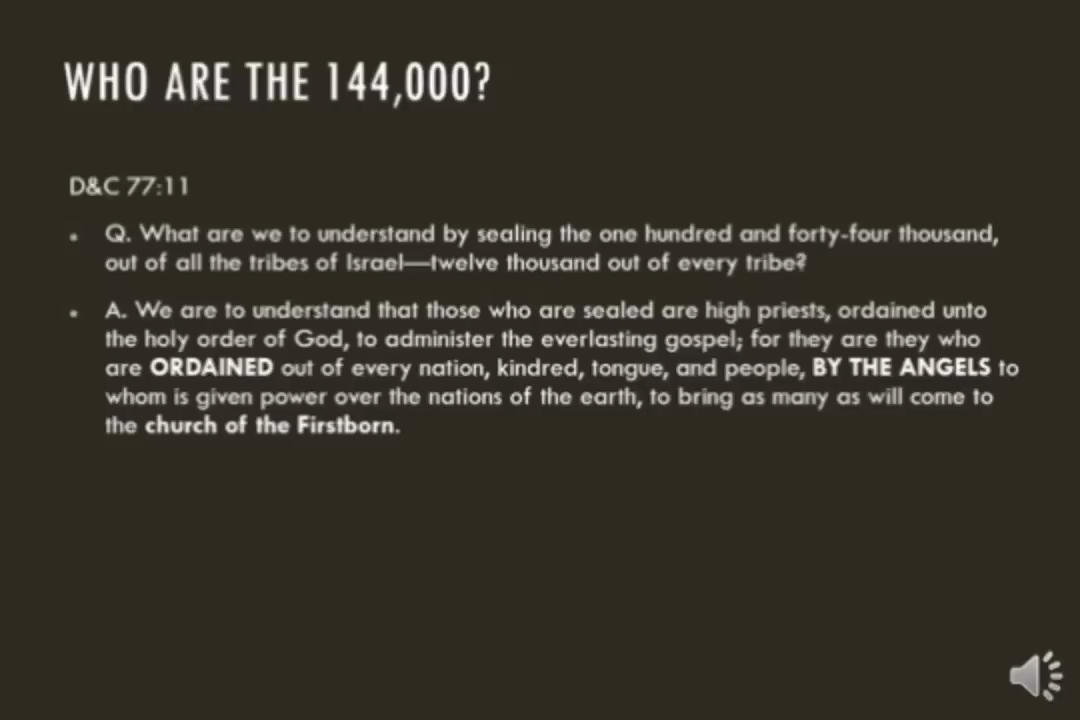 WHO ARE THE 144,000?
D&C 77:11
• Q. What are we to understand by sealing the one hundred and forty-four thousand,
out of all the tribes of Israel—twelve thousand out of every tribe?
• A. We are to understand that those who are sealed are high priests, ordained unto
the holy order of God, to administer the everlasting gospel; for they are they who
are ORDAINED out of every nation, kindred, tongue, and people, BY THE ANGELS to
whom is given power over the nations of the earth, to bring as many as will come to
the church of the Firstborn.